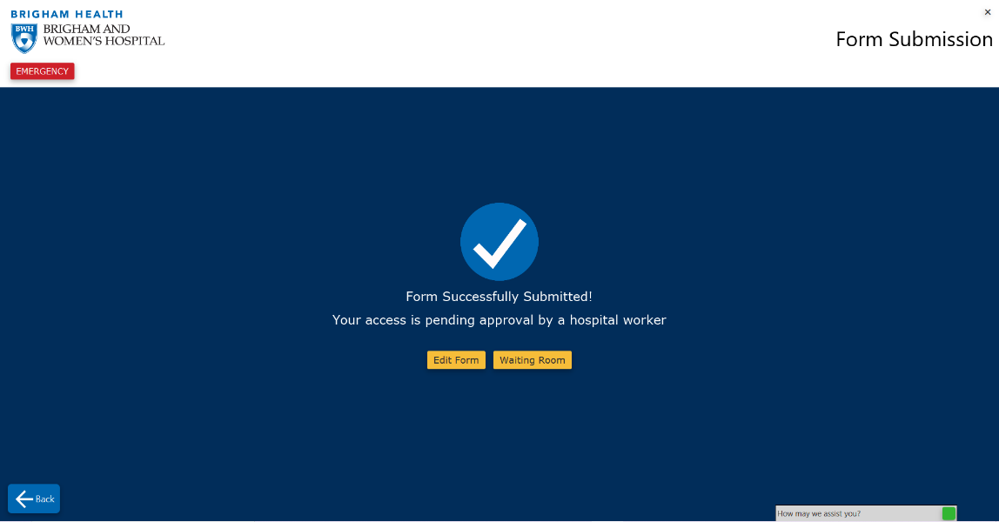 BRIGHAM HEALTH
BWH
BRIGHAM AND
WOMEN'S HOSPITAL
Form Submission
EMERGENCY
Form Successfully Submitted!
Your access is pending approval by a hospital worker
Edit Form
Waiting Room
Back
How may we assist you?